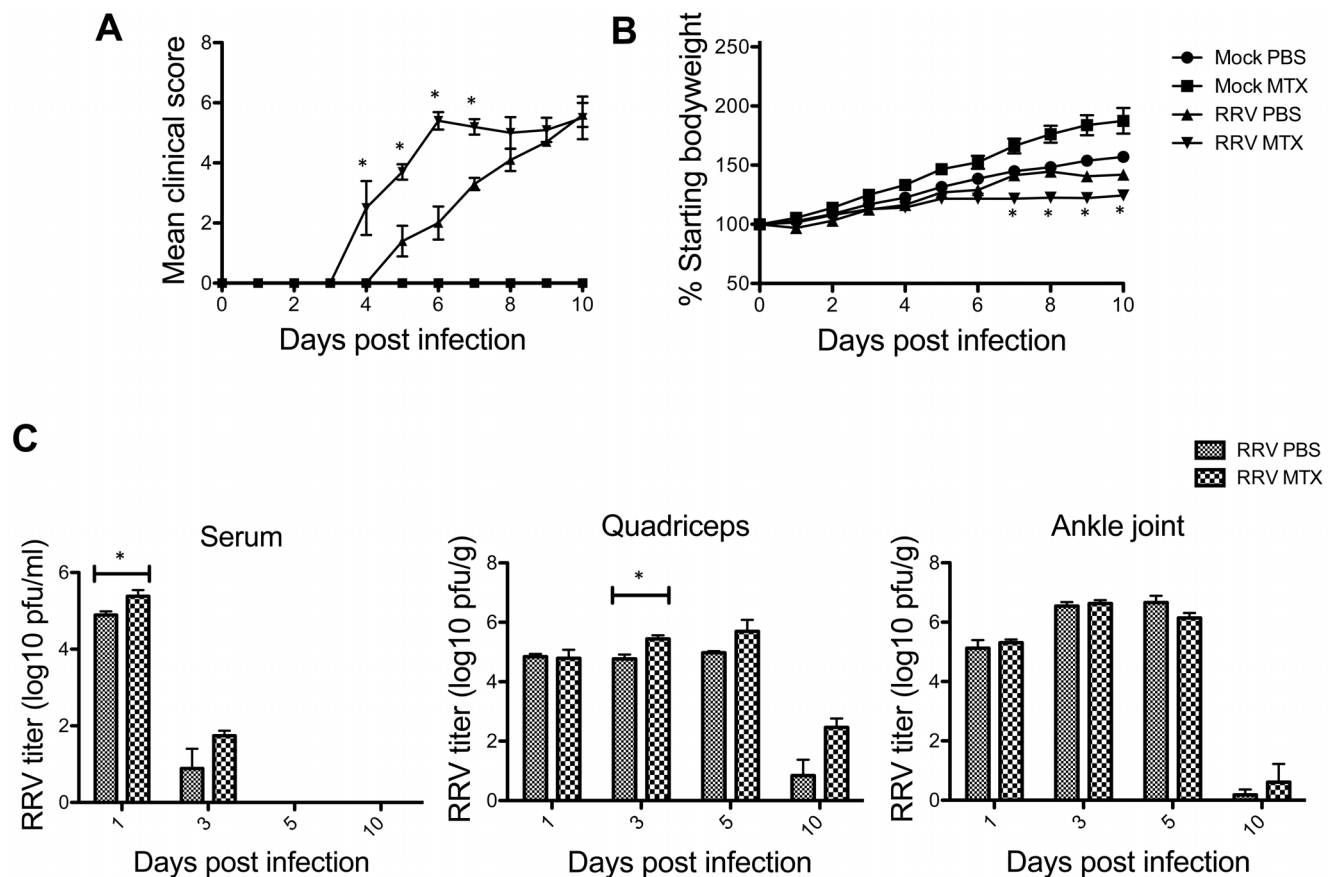 A
Mean clinical score
8
6
4
2
0
* * * *
0 2 4 6 8 10
Days post infection
B
% Starting bodyweight
250
200
150
100
50
* * * *
0 2 4 6 8 10
Days post infection
Mock PBS
Mock MTX
RRV PBS
RRV MTX
C
RRV PBS
RRV MTX
Serum
RRV titer (log10 pfu/ml)
6
4
2
0
*
1 3 5 10
Days post infection
Quadriceps
RRV titer (log10 pfu/g)
8
6
4
2
0
*
1 3 5 10
Days post infection
Ankle joint
RRV titer (log10 pfu/g)
8
6
4
2
0
1 3 5 10
Days post infection